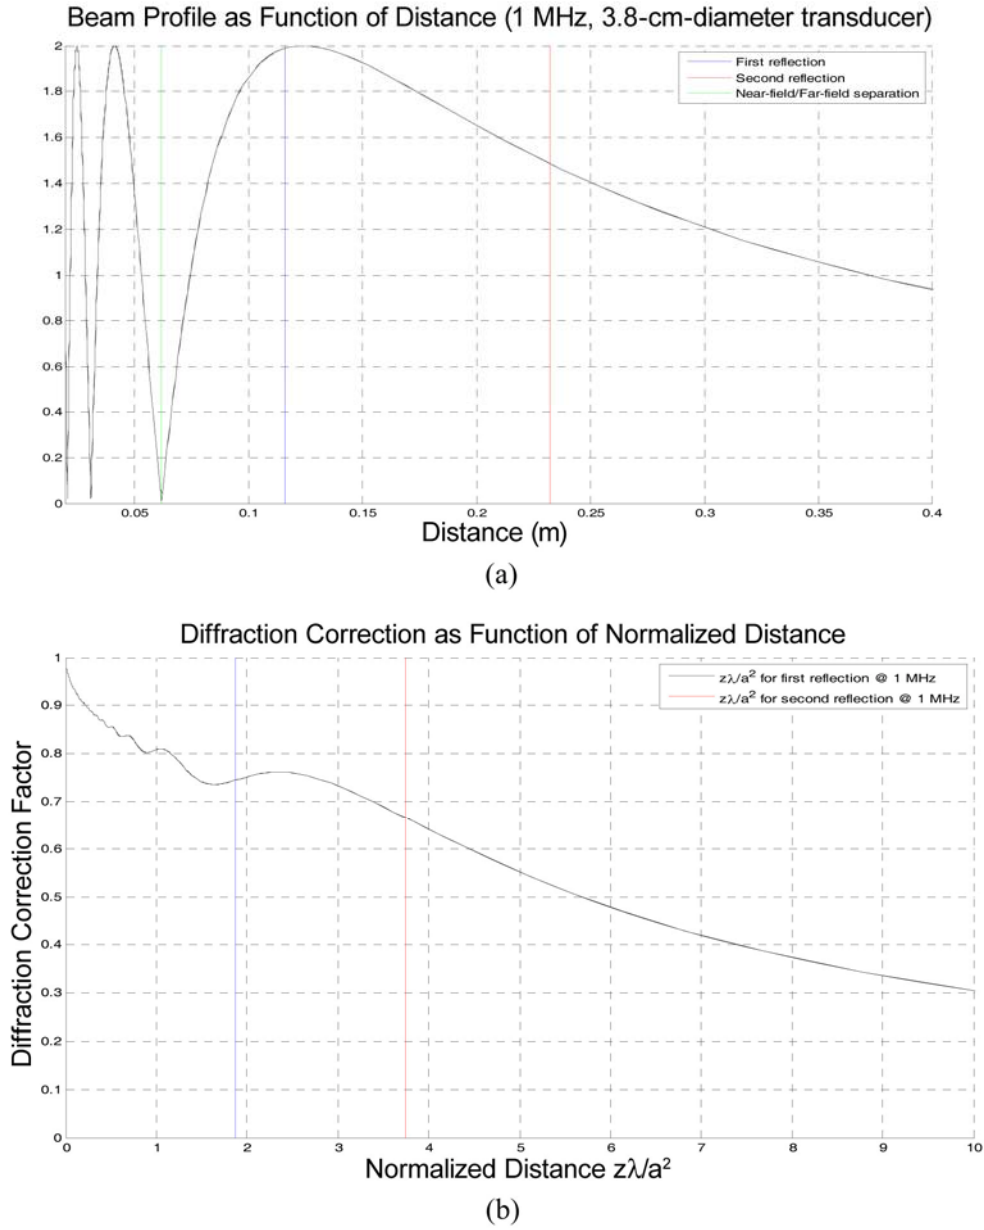 Beam Profile as Function of Distance (1 MHz, 3.8-cm-diameter transducer)
2
1.8
1.6
1.4
1.2
1
0.8
0.6
0.4
0.2
0
First reflection
Second reflection
Near-field/Far-field separation
0.05 0.1 0.15 0.2 0.25 0.3 0.35 0.4
Distance (m)
(a)
Diffraction Correction as Function of Normalized Distance
Diffraction Correction Factor
1
0.9
0.8
0.7
0.6
0.5
0.4
0.3
0.2
0.1
0
zλ/a² for first reflection @ 1 MHz
zλ/a² for second reflection @ 1 MHz
0 1 2 3 4 5 6 7 8 9 10
Normalized Distance zλ/a²
(b)